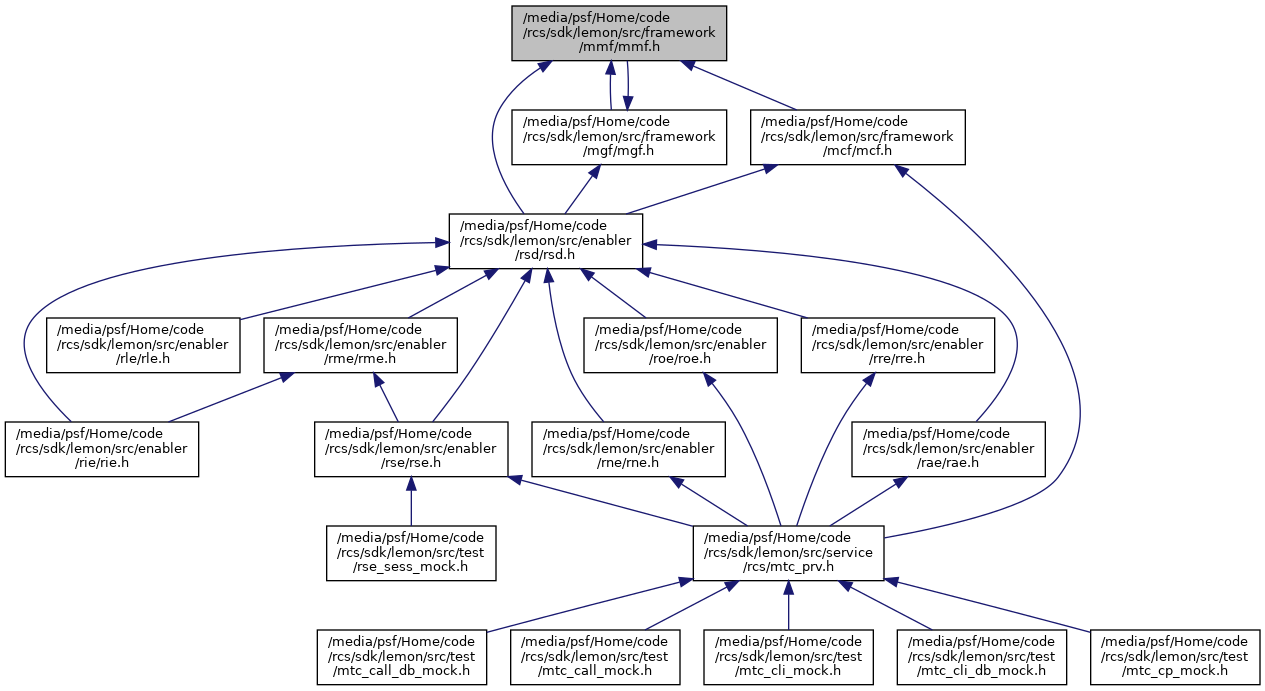 /media/psf/Home/code
/rcs/sdk/lemon/src/framework
/mmf/mmf.h
/media/psf/Home/code
/rcs/sdk/lemon/src/framework
/mgf/mgf.h
/media/psf/Home/code
/rcs/sdk/lemon/src/framework
/mcf/mcf.h
/media/psf/Home/code
/rcs/sdk/lemon/src/enabler
/rsd/rsd.h
/media/psf/Home/code
/rcs/sdk/lemon/src/enabler
/rle/rle.h
/media/psf/Home/code
/rcs/sdk/lemon/src/enabler
/rme/rme.h
/media/psf/Home/code
/rcs/sdk/lemon/src/enabler
/roe/roe.h
/media/psf/Home/code
/rcs/sdk/lemon/src/enabler
/rre/rre.h
/media/psf/Home/code
/rcs/sdk/lemon/src/enabler
/rie/rie.h
/media/psf/Home/code
/rcs/sdk/lemon/src/enabler
/rse/rse.h
/media/psf/Home/code
/rcs/sdk/lemon/src/enabler
/rne/rne.h
/media/psf/Home/code
/rcs/sdk/lemon/src/enabler
/rae/rae.h
/media/psf/Home/code
/rcs/sdk/lemon/src/test
/rse_sess_mock.h
/media/psf/Home/code
/rcs/sdk/lemon/src/service
/rcs/mtc_prv.h
/media/psf/Home/code
/rcs/sdk/lemon/src/test
/mtc_call_db_mock.h
/media/psf/Home/code
/rcs/sdk/lemon/src/test
/mtc_call_mock.h
/media/psf/Home/code
/rcs/sdk/lemon/src/test
/mtc_cli_mock.h
/media/psf/Home/code
/rcs/sdk/lemon/src/test
/mtc_cli_db_mock.h
/media/psf/Home/code
/rcs/sdk/lemon/src/test
/mtc_cp_mock.h